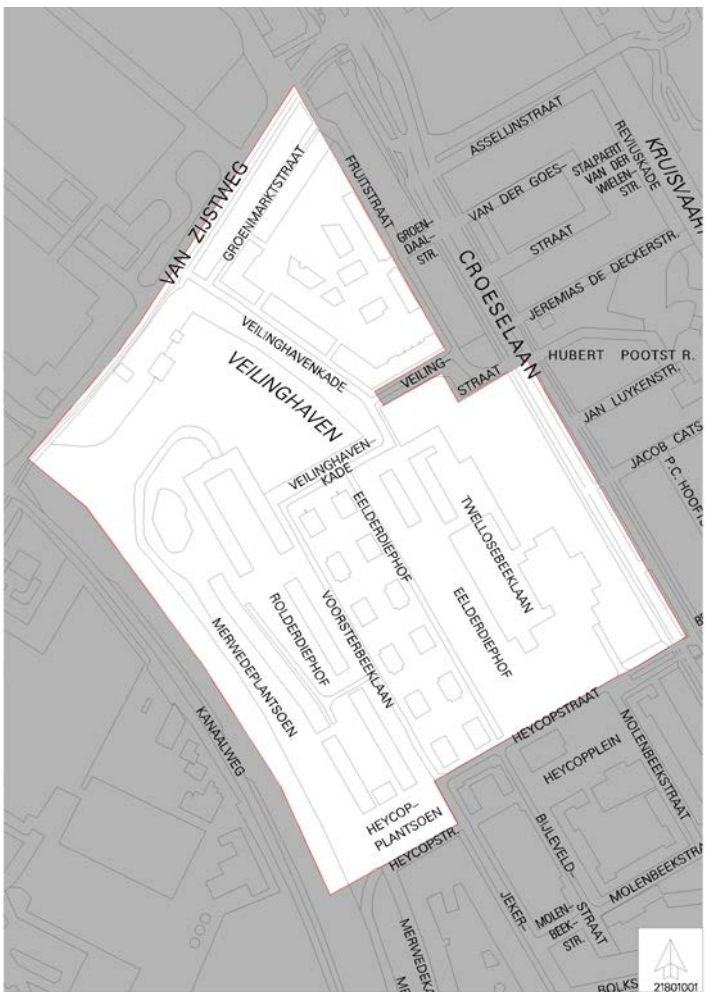 ASSELIJNSTRAAT
REVIUSKADE
KRUISVAART
STALPAERT
VAN DER
WIELEN-
STR.
VAN DER GOES-
STRAAT
FRUITSTRAAT
GROENMARKTSTRAAT
VAN ZIJSTWEG
GROEN-
DAAL-
STR.
CROESELAAN
JEREMIAS DE DECKERSTR.
VEILINGHAVENKADE
VEILINGHAVEN
VEILING-
STRAAT
HUBERT POOTST R.
JAN LUYKENSTR.
JACOB CATS
P.C. HOOFT
VEILINGHAVEN-
KADE
EELDERDIEPHOF
TWELLOSEBEEKLAAN
EELDERDIEPHOF
VOORSTERBEEKLAAN
ROLDERDIEPHOF
MERWEDEPLANTSOEN
KANAALWEG
HEYCOPSTRAAT
MOLENBEEKSTRAAT
HEYCOPPLEIN
HEYCOP-
PLANTSOEN
HEYCOPSTR.
BIJLEVELD-
STRAAT
MOLENBEEKSTRA
JEKER-
MOLEN-
BEEK-
STR.
MERWEDEKA
BOLKS
21801001